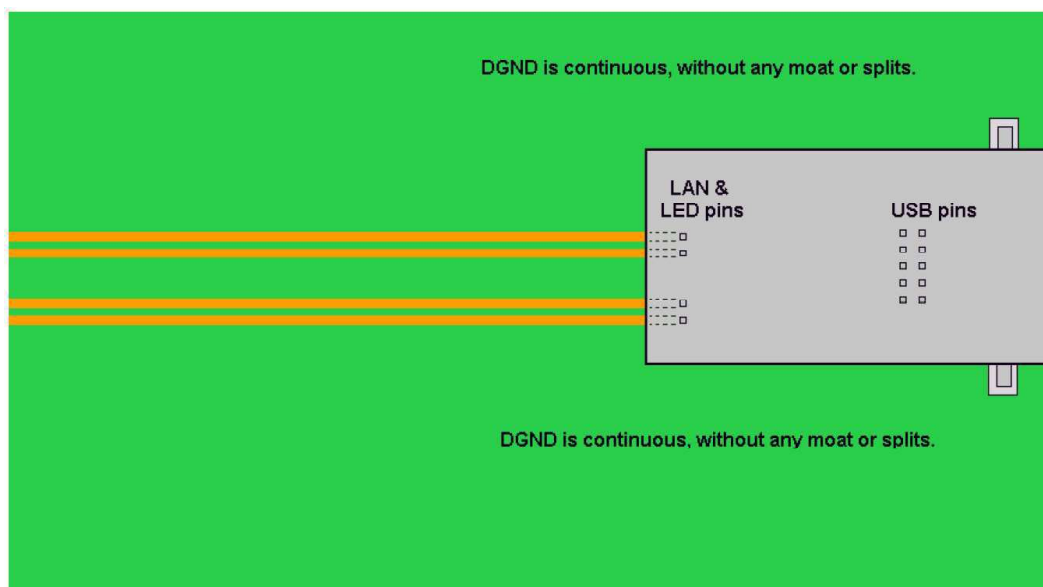 DGND is continuous, without any moat or splits.
LAN &
LED pins
USB pins
DGND is continuous, without any moat or splits.